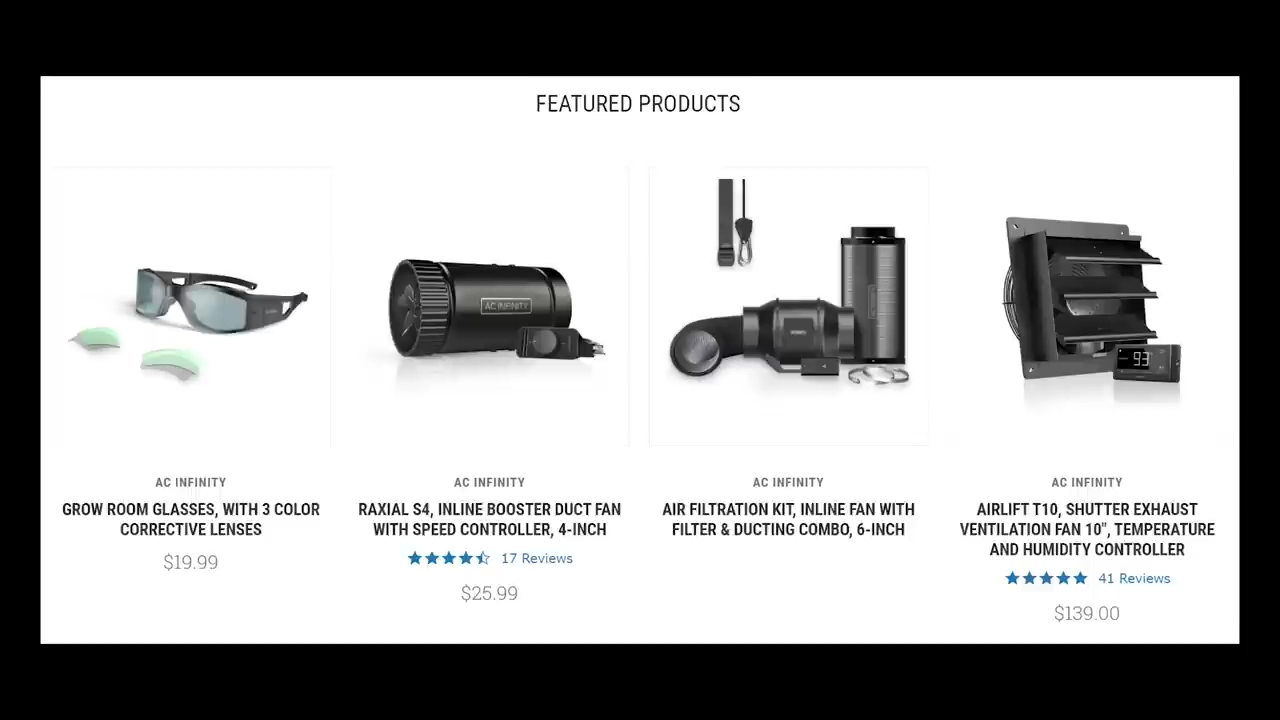 FEATURED PRODUCTS
AC INFINITY
93
AC INFINITY
GROW ROOM GLASSES, WITH 3 COLOR
CORRECTIVE LENSES
$19.99
AC INFINITY
RAXIAL S4, INLINE BOOSTER DUCT FAN
WITH SPEED CONTROLLER, 4-INCH
17 Reviews
$25.99
AC INFINITY
AIR FILTRATION KIT, INLINE FAN WITH
FILTER & DUCTING COMBO, 6-INCH
AC INFINITY
AIRLIFT T10, SHUTTER EXHAUST
VENTILATION FAN 10", TEMPERATURE
AND HUMIDITY CONTROLLER
41 Reviews
$139.00